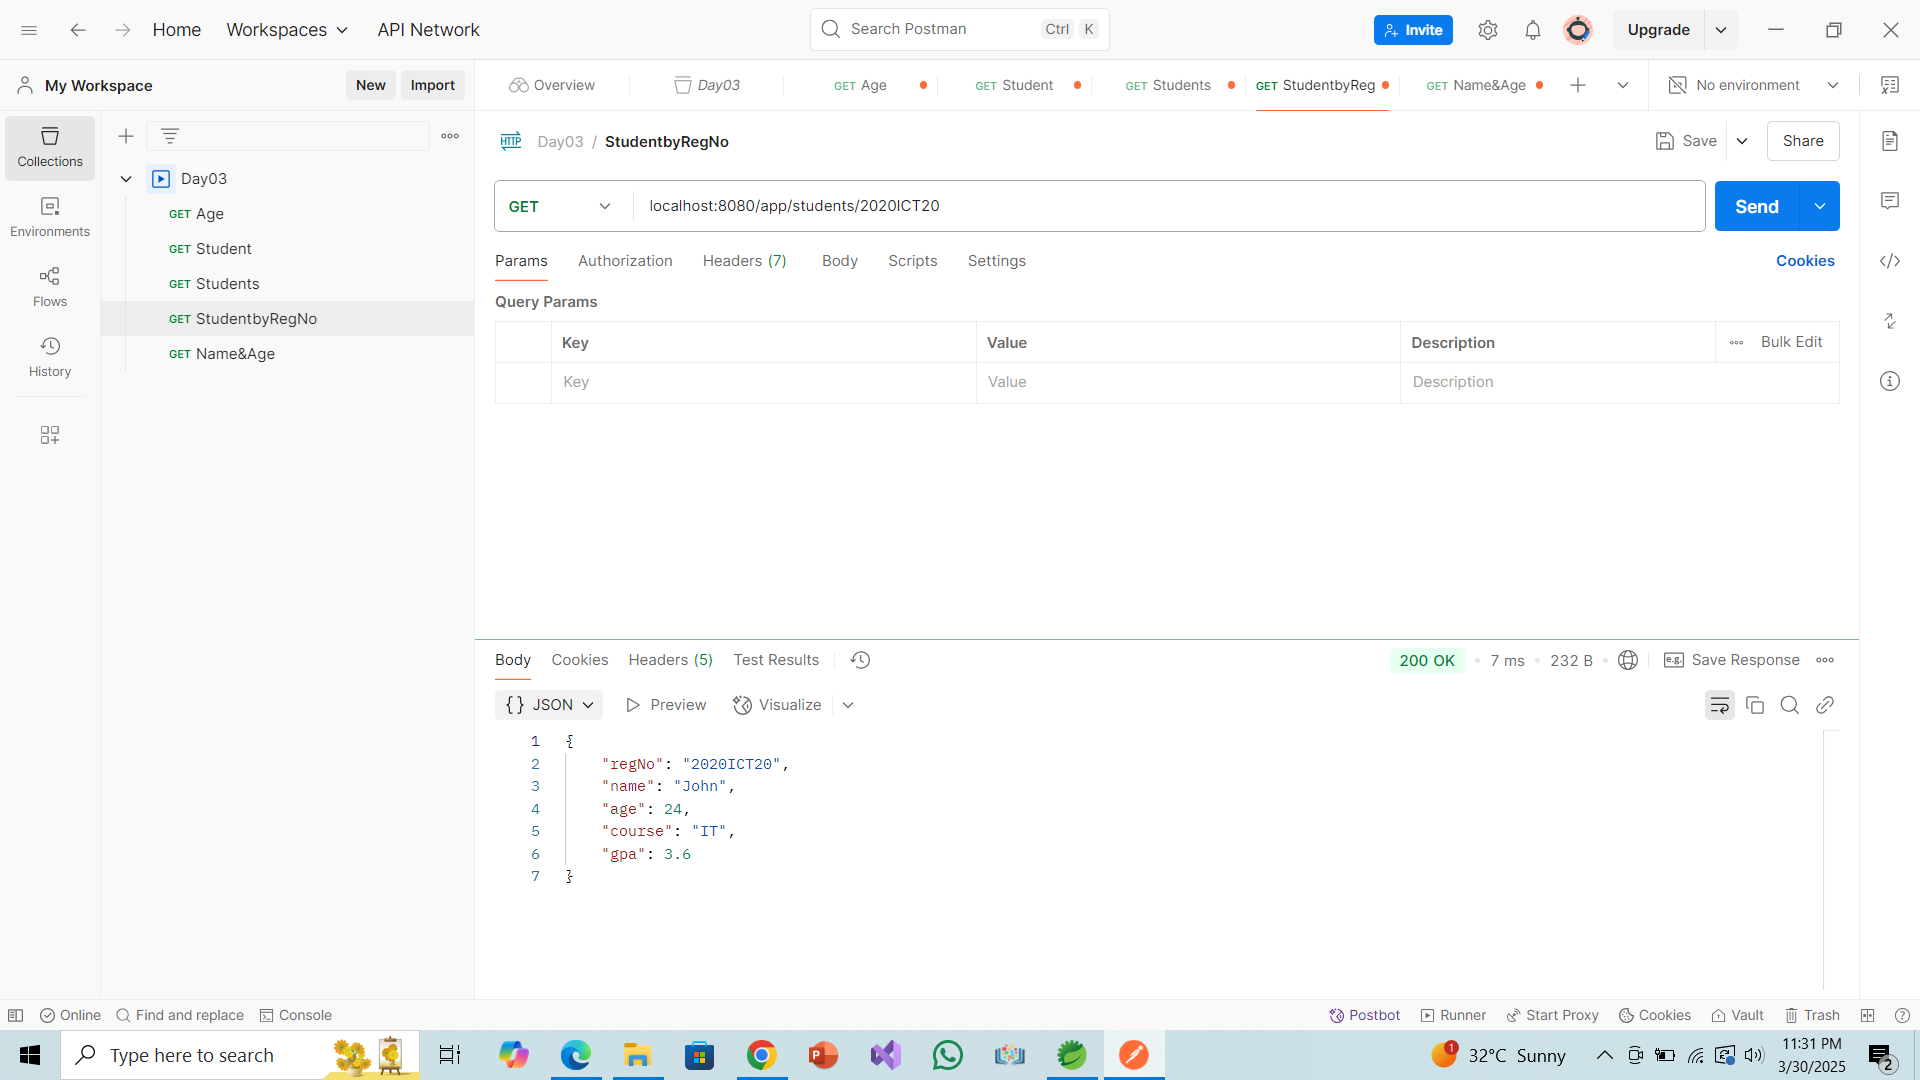 Home Workspaces API Network Search Postman Ctrl K Invite Upgrade
My Workspace New Import Overview Day03 GET Age GET Student GET Students GET StudentbyReg GET Name&Age No environment
Collections
Environments
Flows
History
Day03
GET Age
GET Student
GET Students
GET StudentbyRegNo
GET Name&Age
HTTP Day03 / StudentbyRegNo Save Share
GET localhost:8080/app/students/2020ICT20 Send
Params Authorization Headers (7) Body Scripts Settings Cookies
Query Params
Key Value Description Bulk Edit
Key Value Description
Body Cookies Headers (5) Test Results 200 OK 7 ms 232 B e.g. Save Response
{} JSON Preview Visualize
1 {
2 "regNo": "2020ICT20",
3 "name": "John",
4 "age": 24,
5 "course": "IT",
6 "gpa": 3.6
7 }
Online Find and replace Console Postbot Runner Start Proxy Cookies Vault Trash
Type here to search 1 32°C Sunny 11:31 PM
3/30/2025 2